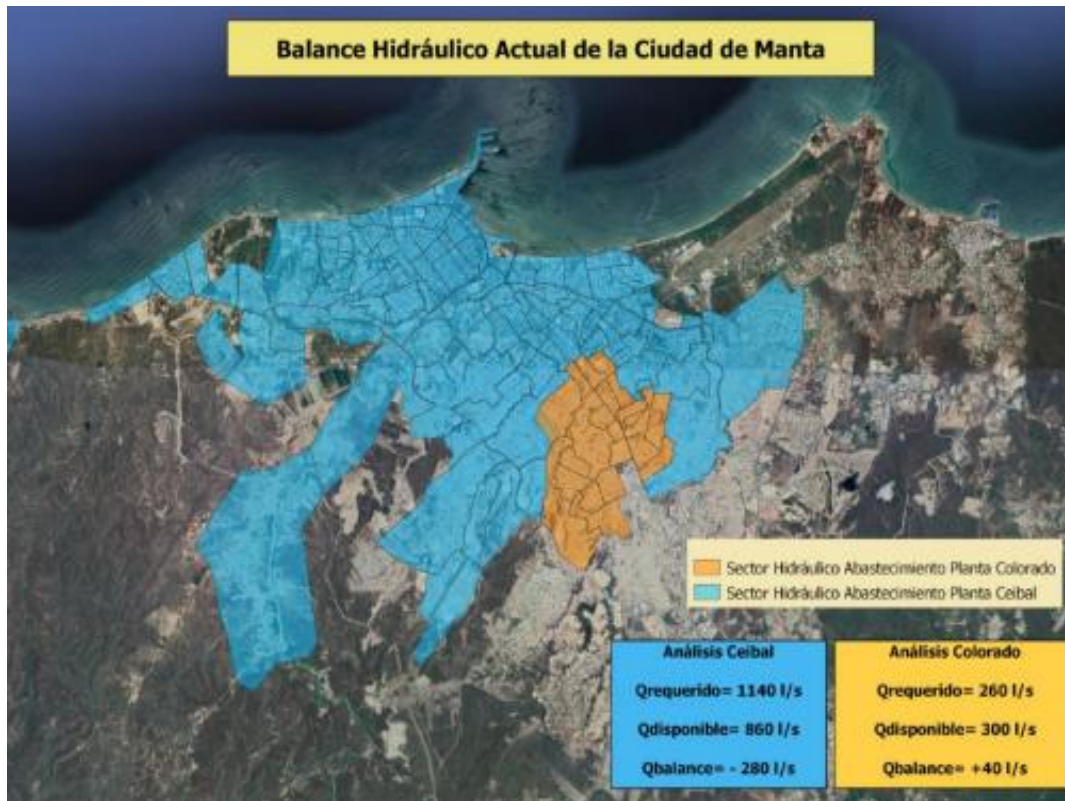 Balance Hidráulico Actual de la Ciudad de Manta
Sector Hidráulico Abastecimiento Planta Colorado
Sector Hidráulico Abastecimiento Planta Ceibal
Análisis Ceibal
Qrequerido= 1140 l/s
Qdisponible= 860 l/s
Qbalance= - 280 l/s
Análisis Colorado
Qrequerido= 260 l/s
Qdisponible= 300 l/s
Qbalance= +40 l/s